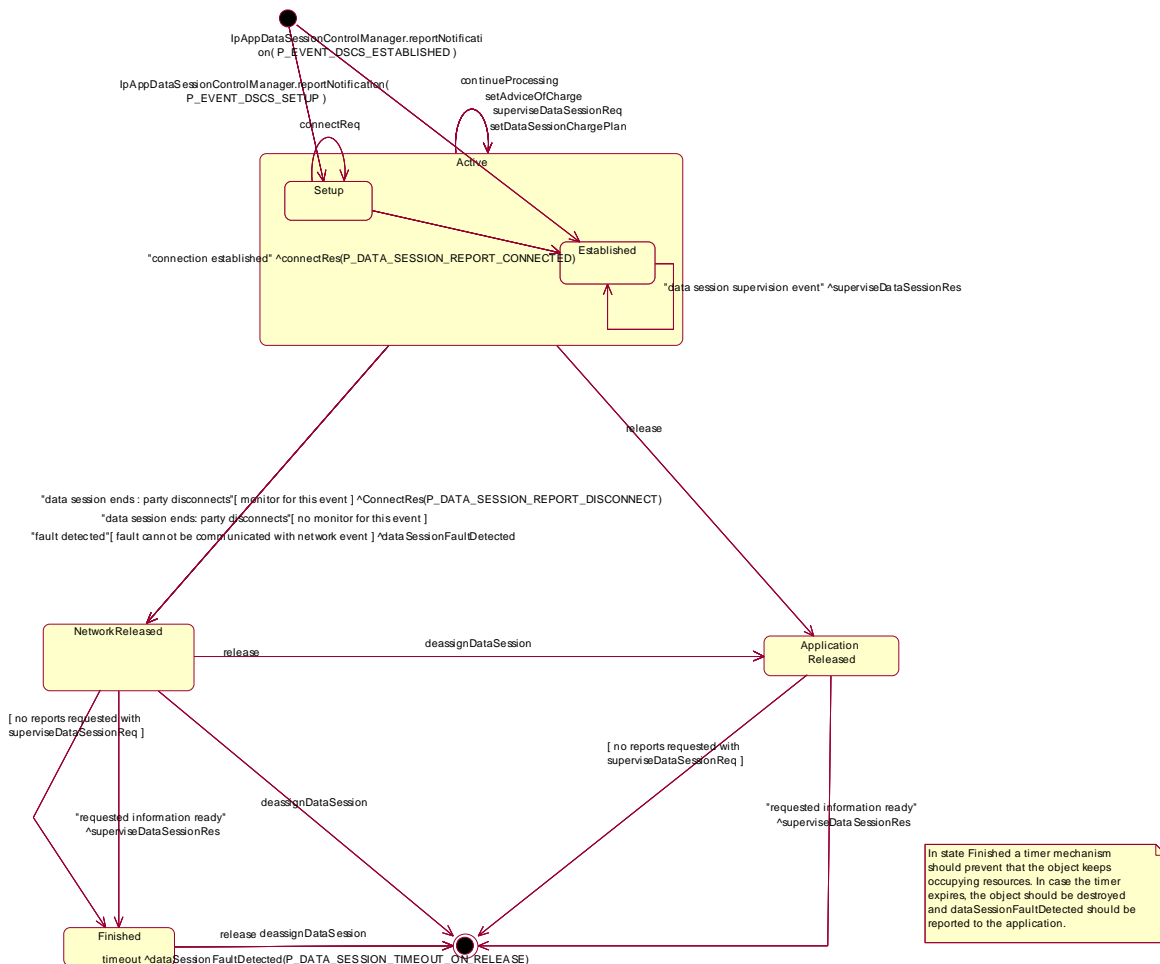 IpAppDataSessionControlManager.reportNotificati
on( P_EVENT_DSCS_ESTABLISHED )
IpAppDataSessionControlManager.reportNotification(
P_EVENT_DSCS_SETUP )
continueProcessing
setAdviceOfCharge
superviseDataSessionReq
setDataSessionChargePlan
connectReq
Active
Setup
Established
"connection established" ^connectRes(P_DATA_SESSION_REPORT_CONNECTED)
"data session supervision event" ^superviseDataSessionRes
release
"data session ends : party disconnects"[ monitor for this event ] ^ConnectRes(P_DATA_SESSION_REPORT_DISCONNECT)
"data session ends: party disconnects"[ no monitor for this event ]
"fault detected"[ fault cannot be communicated with network event ] ^dataSessionFaultDetected
NetworkReleased
release
deassignDataSession
Application
Released
[ no reports requested with
superviseDataSessionReq ]
[ no reports requested with
superviseDataSessionReq ]
deassignDataSession
"requested information ready"
^superviseDataSessionRes
"requested information ready"
^superviseDataSessionRes
In state Finished a timer mechanism
should prevent that the object keeps
occupying resources. In case the timer
expires, the object should be destroyed
and dataSessionFaultDetected should be
reported to the application.
Finished
release
deassignDataSession
timeout ^dataSessionFaultDetected(P_DATA_SESSION_TIMEOUT_ON_RELEASE)